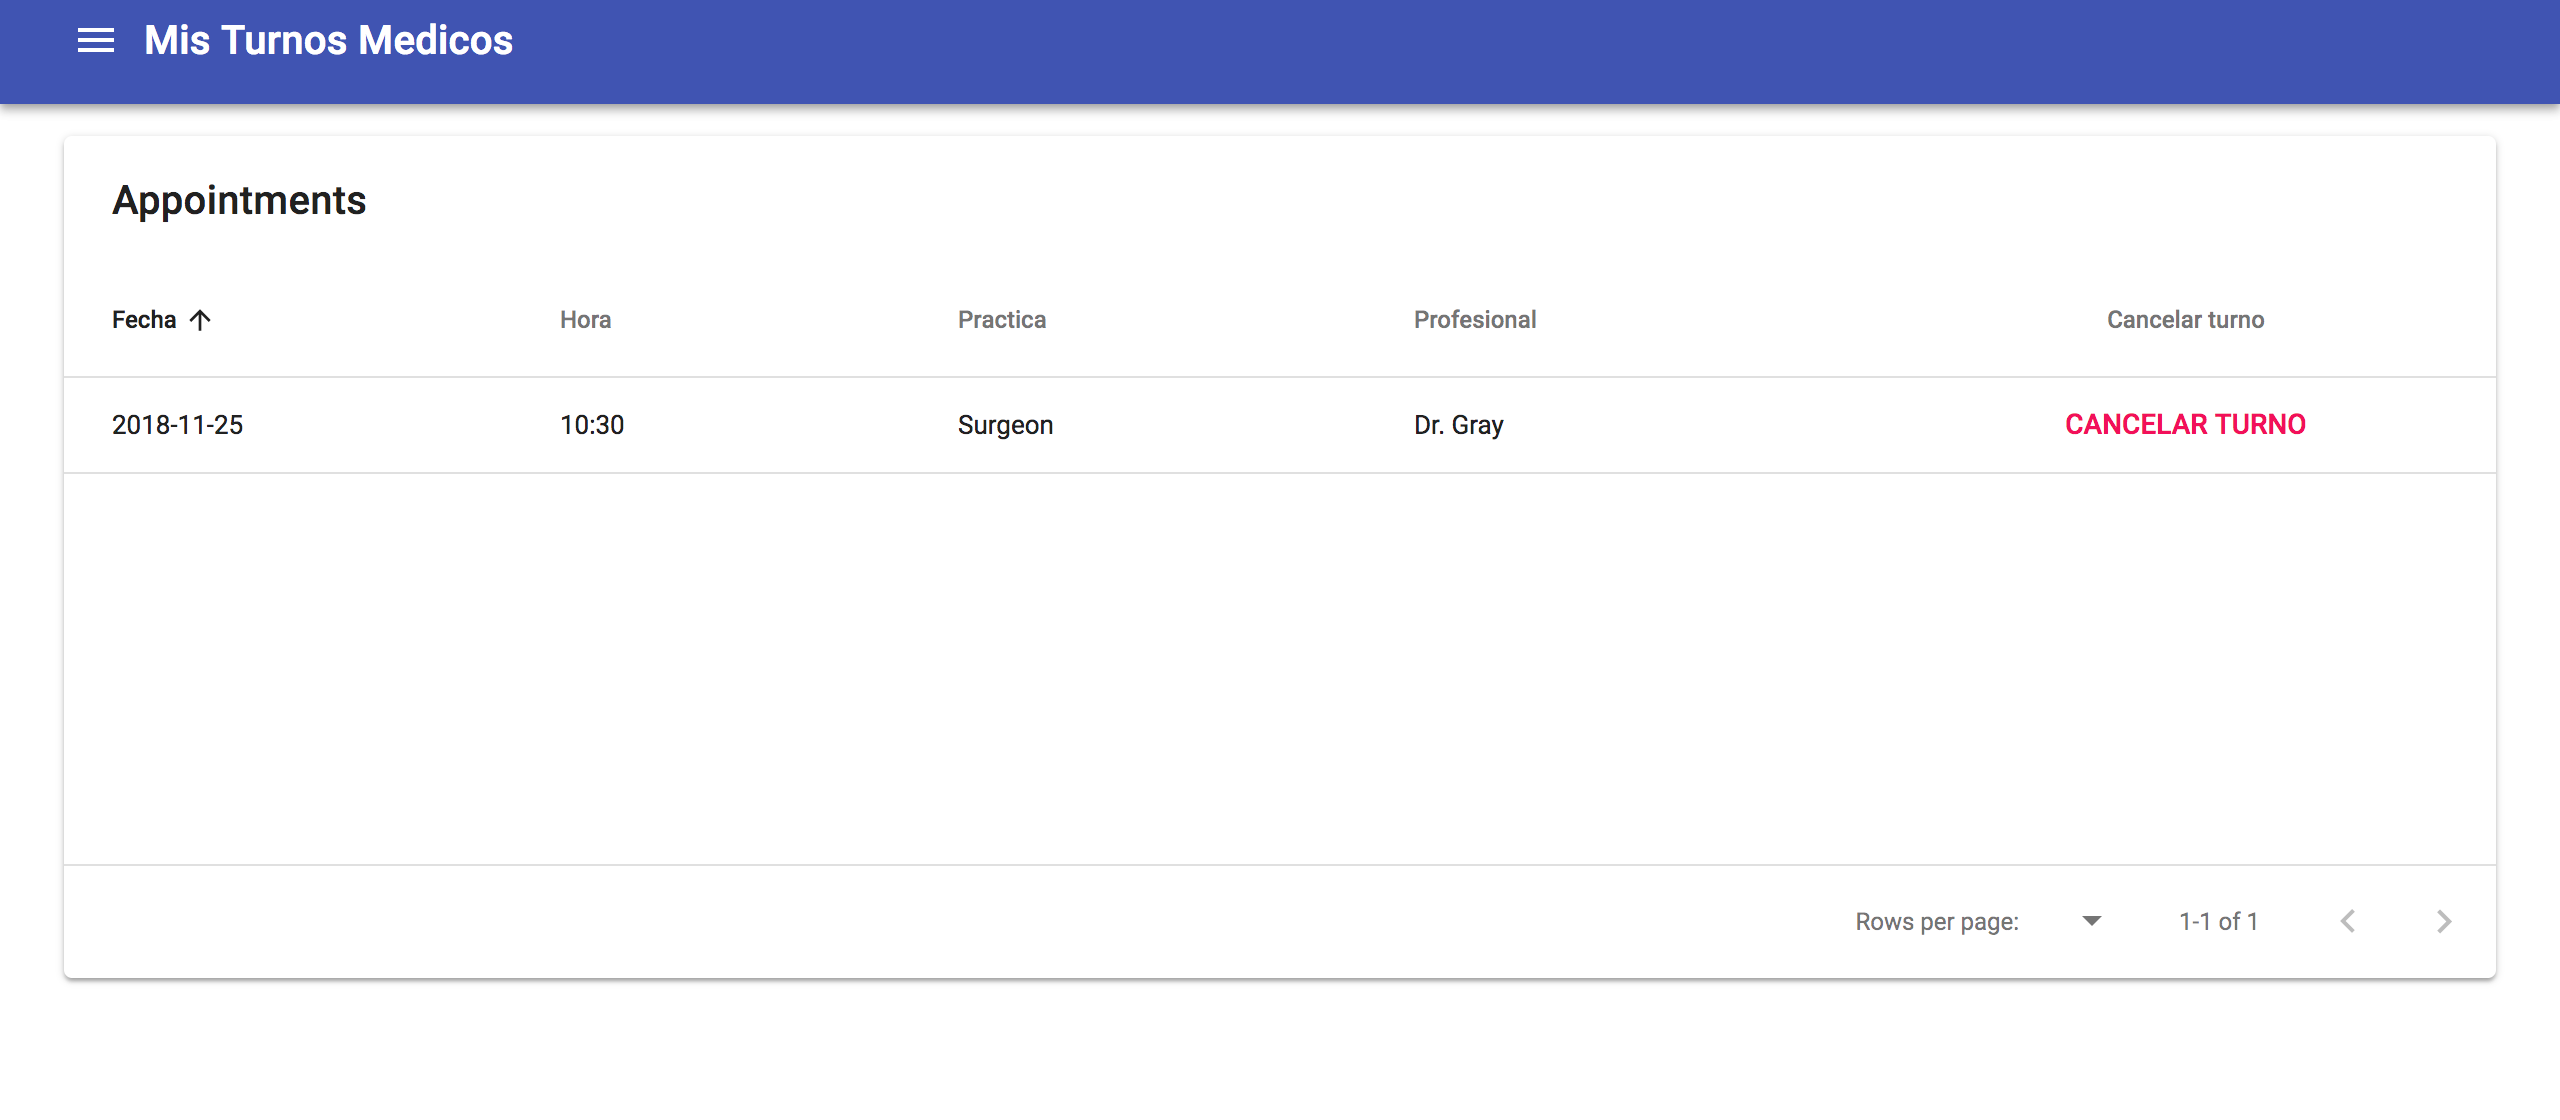 Mis Turnos Medicos
Appointments
Fecha Hora Practica Profesional Cancelar turno
2018-11-25 10:30 Surgeon Dr. Gray CANCELAR TURNO
Rows per page: 1-1 of 1